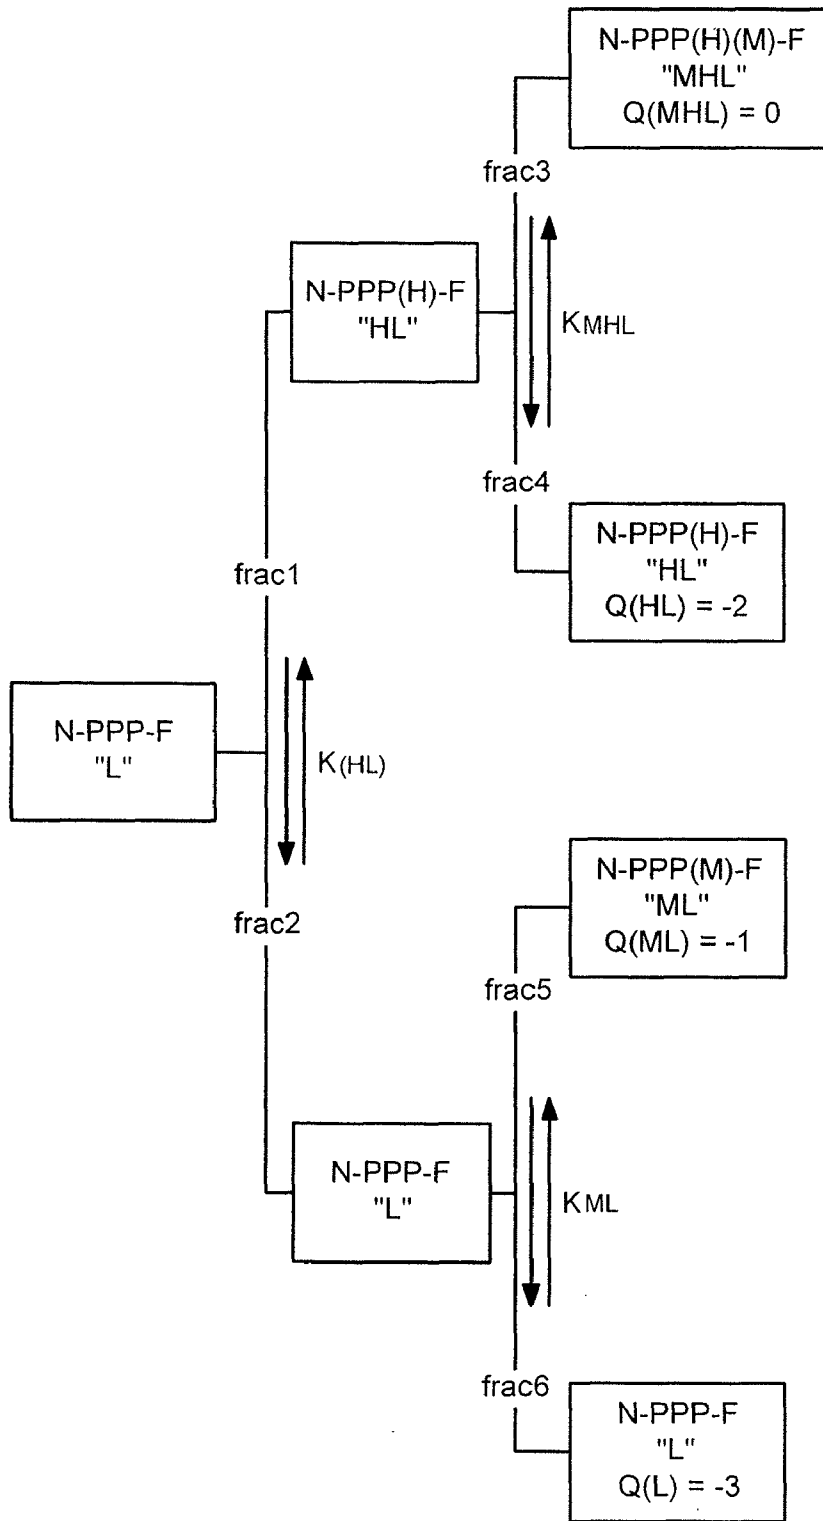 N-PPP(H)(M)-F
"MHL"
Q(MHL) = 0
frac3
N-PPP(H)-F
"HL"
KMHL
frac4
N-PPP(H)-F
"HL"
Q(HL) = -2
frac1
N-PPP-F
"L"
K(HL)
N-PPP(M)-F
"ML"
Q(ML) = -1
frac2
frac5
N-PPP-F
"L"
KML
frac6
N-PPP-F
"L"
Q(L) = -3